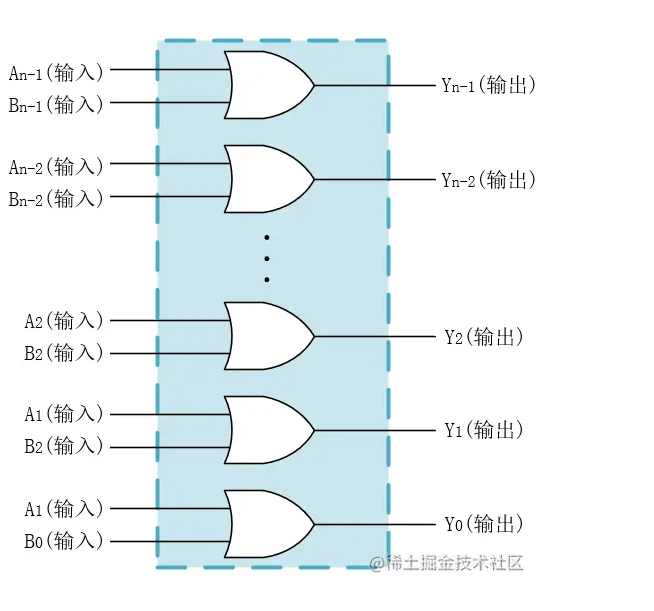 An-1(输入)
Yn-1(输出)
Bn-1(输入)
An-2(输入)
Yn-2(输出)
Bn-2(输入)
A2(输入)
Y2(输出)
B2(输入)
A1(输入)
Y1(输出)
B2(输入)
A1(输入)
Y0(输出)
B0(输入)
@稀土掘金技术社区